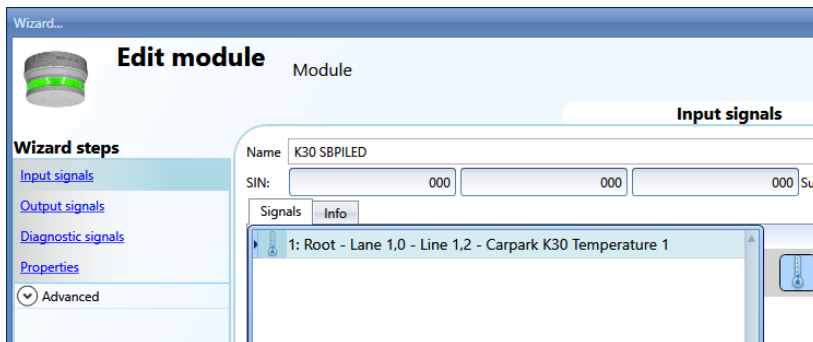 Wizard...
Edit module
Module
Input signals
Wizard steps
Name K30 SBPILED
Input signals
SIN: 000 000 000 Su
Output signals
Signals Info
Diagnostic signals
1: Root - Lane 1,0 - Line 1,2 - Carpark K30 Temperature 1
Properties
Advanced